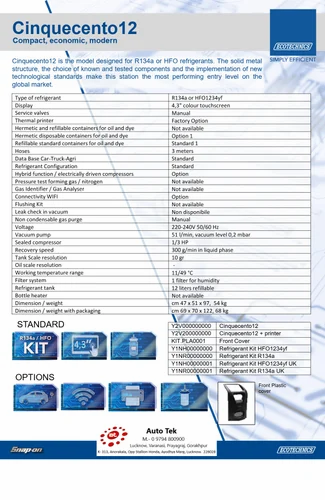 Cinquecento12
Compact, economic, modern
ECOTECHNICS
SIMPLY EFFICIENT
Cinquecento12 is the model designed for R134a or HFO refrigerants. The solid metal
structure, the choice of known and tested components and the implementation of new
technological standards make this station the most performing entry level on the
global market.
Type of refrigerant R134a or HFO1234yf
Display 4,3" colour touchscreen
Service valves Manual
Thermal printer Factory Option
Hermetic and refillable containers for oil and dye Not available
Hermetic disposable containers for oil and dye Option 1
Refillable standard containers for oil and dye Standard
Hoses 3 meters
Data Base Car-Truck-Agri Standard
Refrigerant Configuration Standard
Hybrid function / electrically driven compressors Option
Pressure test forming gas / nitrogen Not available
Gas Identifier / Gas Analyser Not available
Connectivity WIFI Option
Flushing Kit Not available
Leak check in vacuum Non disponibile
Non condensable gas purge Manual
Voltage 220-240V 50/60 Hz
Vacuum pump 51 l/min, vacuum level 0,2 mbar
Sealed compressor 1/3 HP
Recovery speed 300 g/min in liquid phase
Tank Scale resolution 10 gr
Oil scale resolution -
Working temperature range 11/49 °C
Filter system 1 filter for humidity
Refrigerant tank 12 liters refillable
Bottle heater Not available
Dimension / weight cm 47 x 51 x 97, 54 kg
Dimension / weight with packaging cm 69 x 70 x 122, 68 kg
STANDARD
R134a / HFO
KIT
4,3"
Y2V000000000 Cinquecento12
Y2V200000000 Cinquecento12 + printer
KIT.PLA0001 Front Cover
Y1NH00000000 Refrigerant Kit HFO1234yf
Y1NR00000000 Refrigerant Kit R134a
Y1NH00000001 Refrigerant Kit HFO1234yf UK
Y1NR00000001 Refrigerant Kit R134a UK
OPTIONS
Front Plastic
cover
Snap-on
Auto Tek
M.- 0 9794 800900
Lucknow, Varanasi, Prayagraj, Gorakhpur
ECOTECHNICS